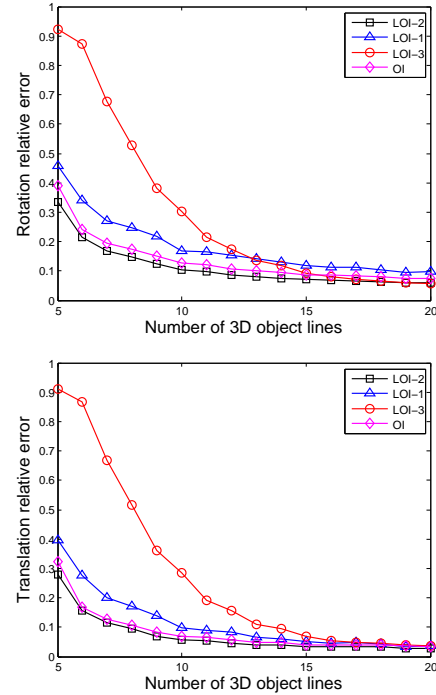 1
0.9
0.8
0.7
0.6
0.5
0.4
0.3
0.2
0.1
0
5
10
15
20
Rotation relative error
Number of 3D object lines
LOI−2
LOI−1
LOI−3
OI
1
0.9
0.8
0.7
0.6
0.5
0.4
0.3
0.2
0.1
0
5
10
15
20
Translation relative error
Number of 3D object lines
LOI−2
LOI−1
LOI−3
OI